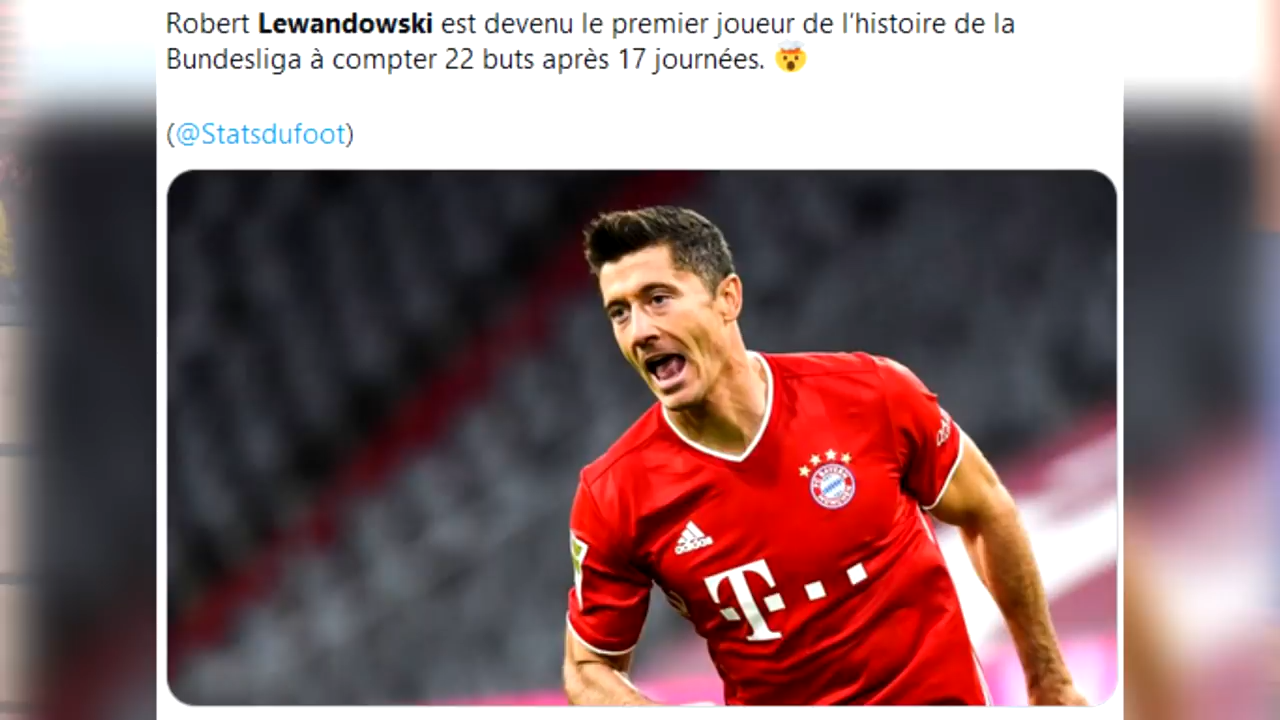 Robert Lewandowski est devenu le premier joueur de l'histoire de la
Bundesliga à compter 22 buts après 17 journées. 🤯
(@Statsdufoot)
adidas
T